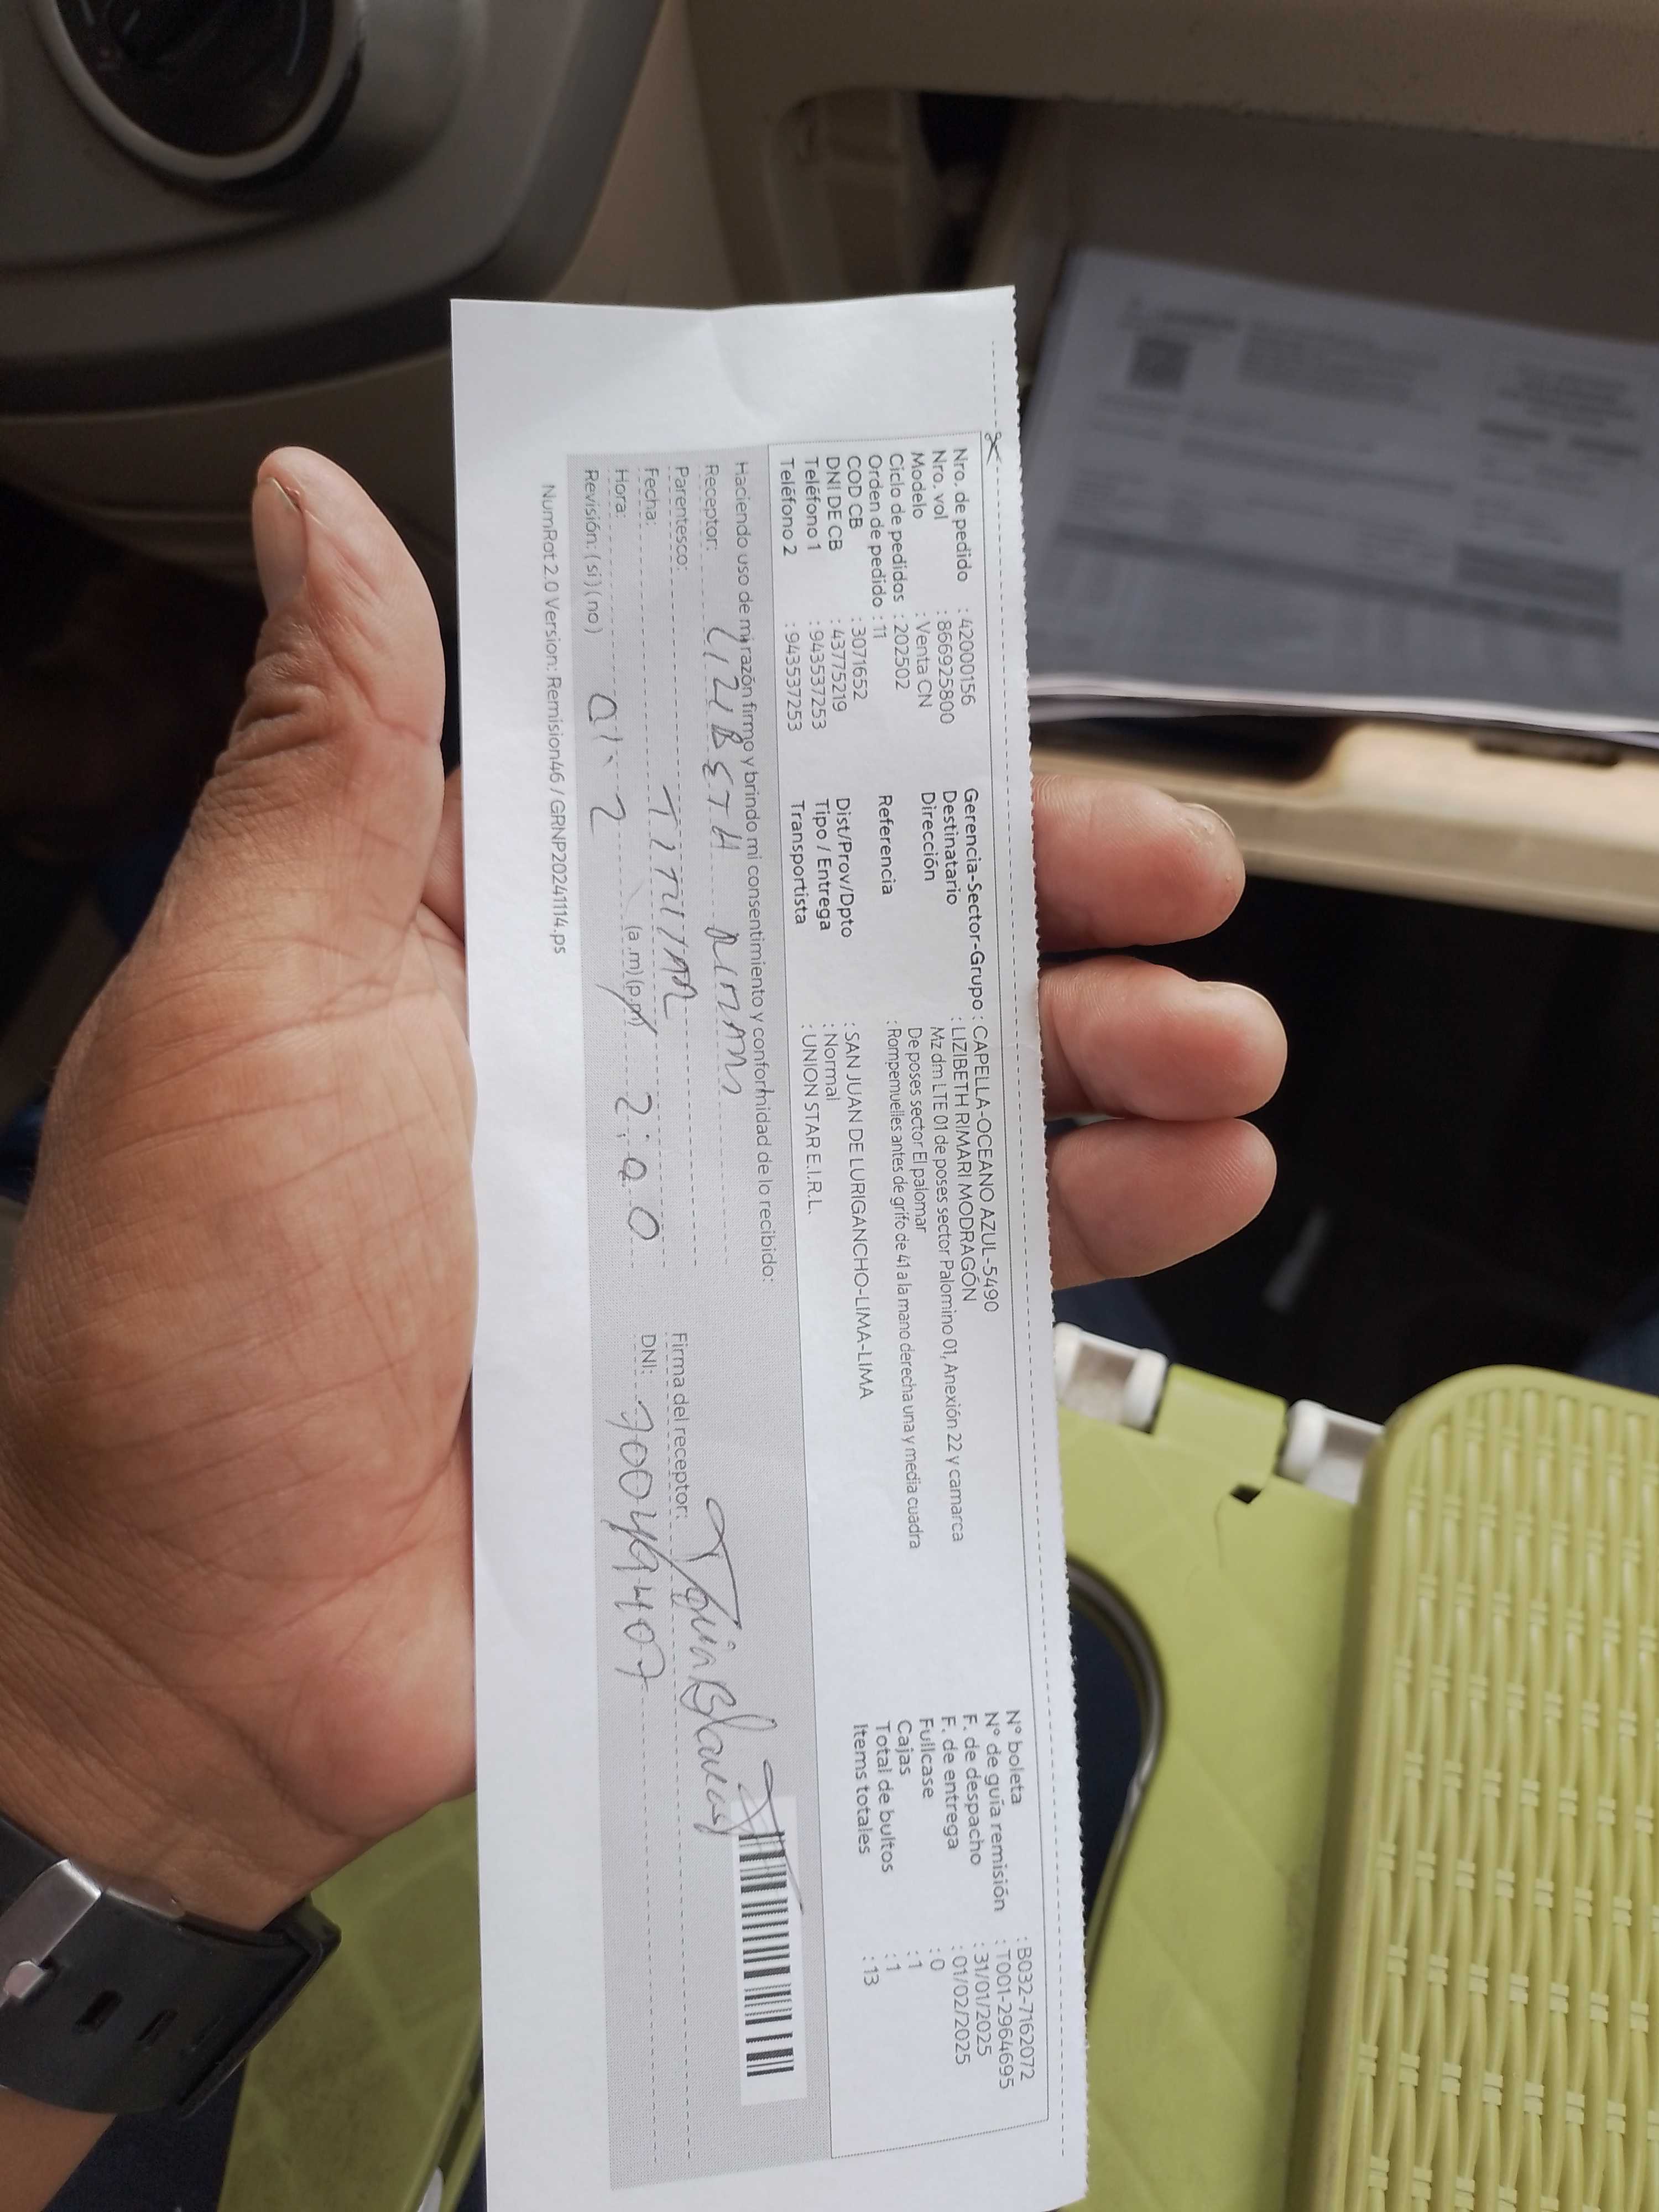 Nro. de pedido : 42000156
Nro. vol : 866925800
Modelo : Venta CN
Ciclo de pedidos : 202502
Orden de pedido : 11
COD CB : 3071652
DNI DE CB : 43775219
Teléfono 1 : 943537253
Teléfono 2 : 943537253
Gerencia-Sector-Grupo : CAPELLA-OCEANO AZUL-5490
Destinatario : LIZIBETH RIMARI MODRAGÓN
Dirección Mz dm LTE 01 de poses sector Palomino 01, Anexión 22 y camarca
De poses sector El palomar
Referencia : Rompemuelles antes de grifo de 41 a la mano derecha una y media cuadra
Dist/Prov/Dpto : SAN JUAN DE LURIGANCHO-LIMA-LIMA
Tipo / Entrega : Normal
Transportista : UNION STAR E.I.R.L.
N° boleta : B032-7162072
N° de guía remisión : T001-2964695
F. de despacho : 31/01/2025
F. de entrega : 01/02/2025
Fullcase : 0
Cajas : 1
Total de bultos : 1
Items totales : 13
Haciendo uso de mi razón firmo y brindo mi consentimiento y conformidad de lo recibido:
Receptor:
Parentesco: TITULAR
Fecha:
Hora: (a.m) (p.m) 2:00
Revisión: (si) (no)
Firma del receptor:
DNI:
NumRot 2.0 Version: Remision46 / GRNP20241114.ps